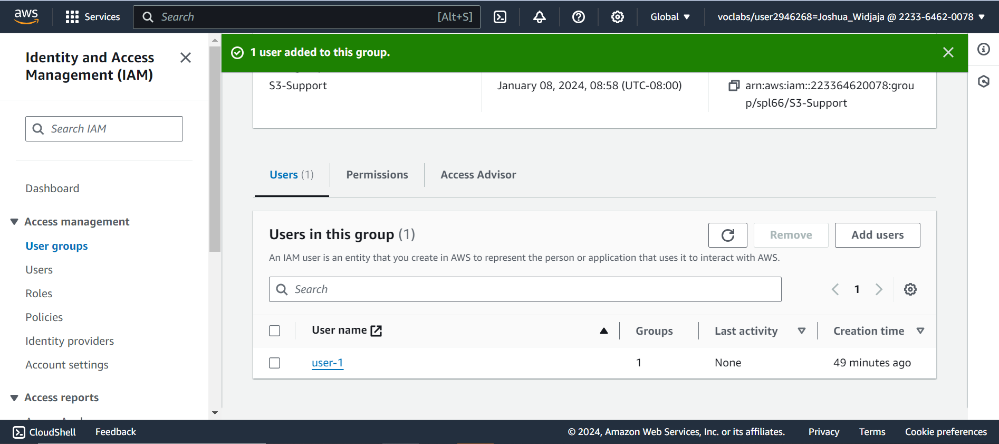 aws
Services
Search [Alt+S]
Global
voclabs/user2946268=Joshua_Widjaja @ 2233-6462-0078
Identity and Access
Management (IAM)
Search IAM
Dashboard
Access management
User groups
Users
Roles
Policies
Identity providers
Account settings
Access reports
1 user added to this group.
S3-Support
January 08, 2024, 08:58 (UTC-08:00)
arn:aws:iam::223364620078:grou
p/spl66/S3-Support
Users (1)
Permissions
Access Advisor
Users in this group (1)
Remove
Add users
An IAM user is an entity that you create in AWS to represent the person or application that uses it to interact with AWS.
Search
1
User name
Groups
Last activity
Creation time
user-1
1
None
49 minutes ago
CloudShell
Feedback
© 2024, Amazon Web Services, Inc. or its affiliates.
Privacy
Terms
Cookie preferences